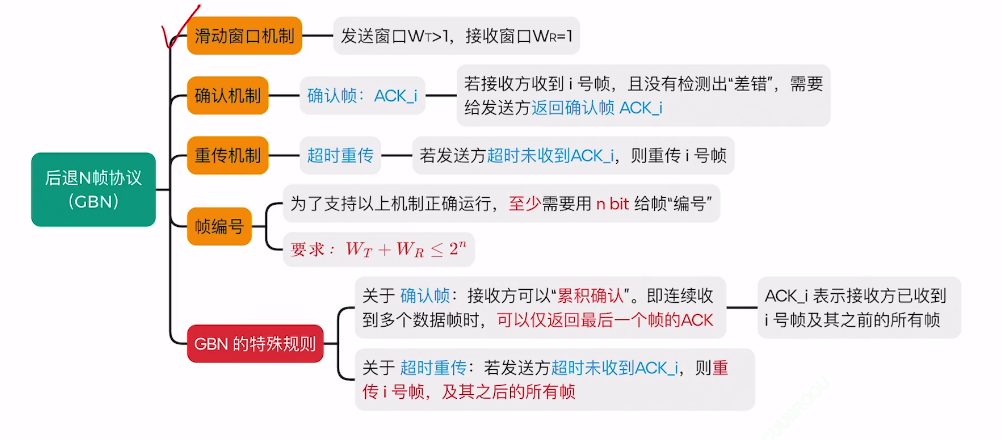 滑动窗口机制
发送窗口WT>1，接收窗口WR=1
确认机制
确认帧：ACK_i
若接收方收到 i 号帧，且没有检测出“差错”，需要
给发送方返回确认帧 ACK_i
重传机制
超时重传
若发送方超时未收到ACK_i，则重传 i 号帧
后退N帧协议
（GBN）
帧编号
为了支持以上机制正确运行，至少需要用 n bit 给帧“编号”
要求：W_T + W_R ≤ 2^n
GBN 的特殊规则
关于 确认帧：接收方可以“累积确认”。即连续收
到多个数据帧时，可以仅返回最后一个帧的ACK
ACK_i 表示接收方已收到
i 号帧及其之前的所有帧
关于 超时重传：若发送方超时未收到ACK_i，则重
传 i 号帧，及其之后的所有帧